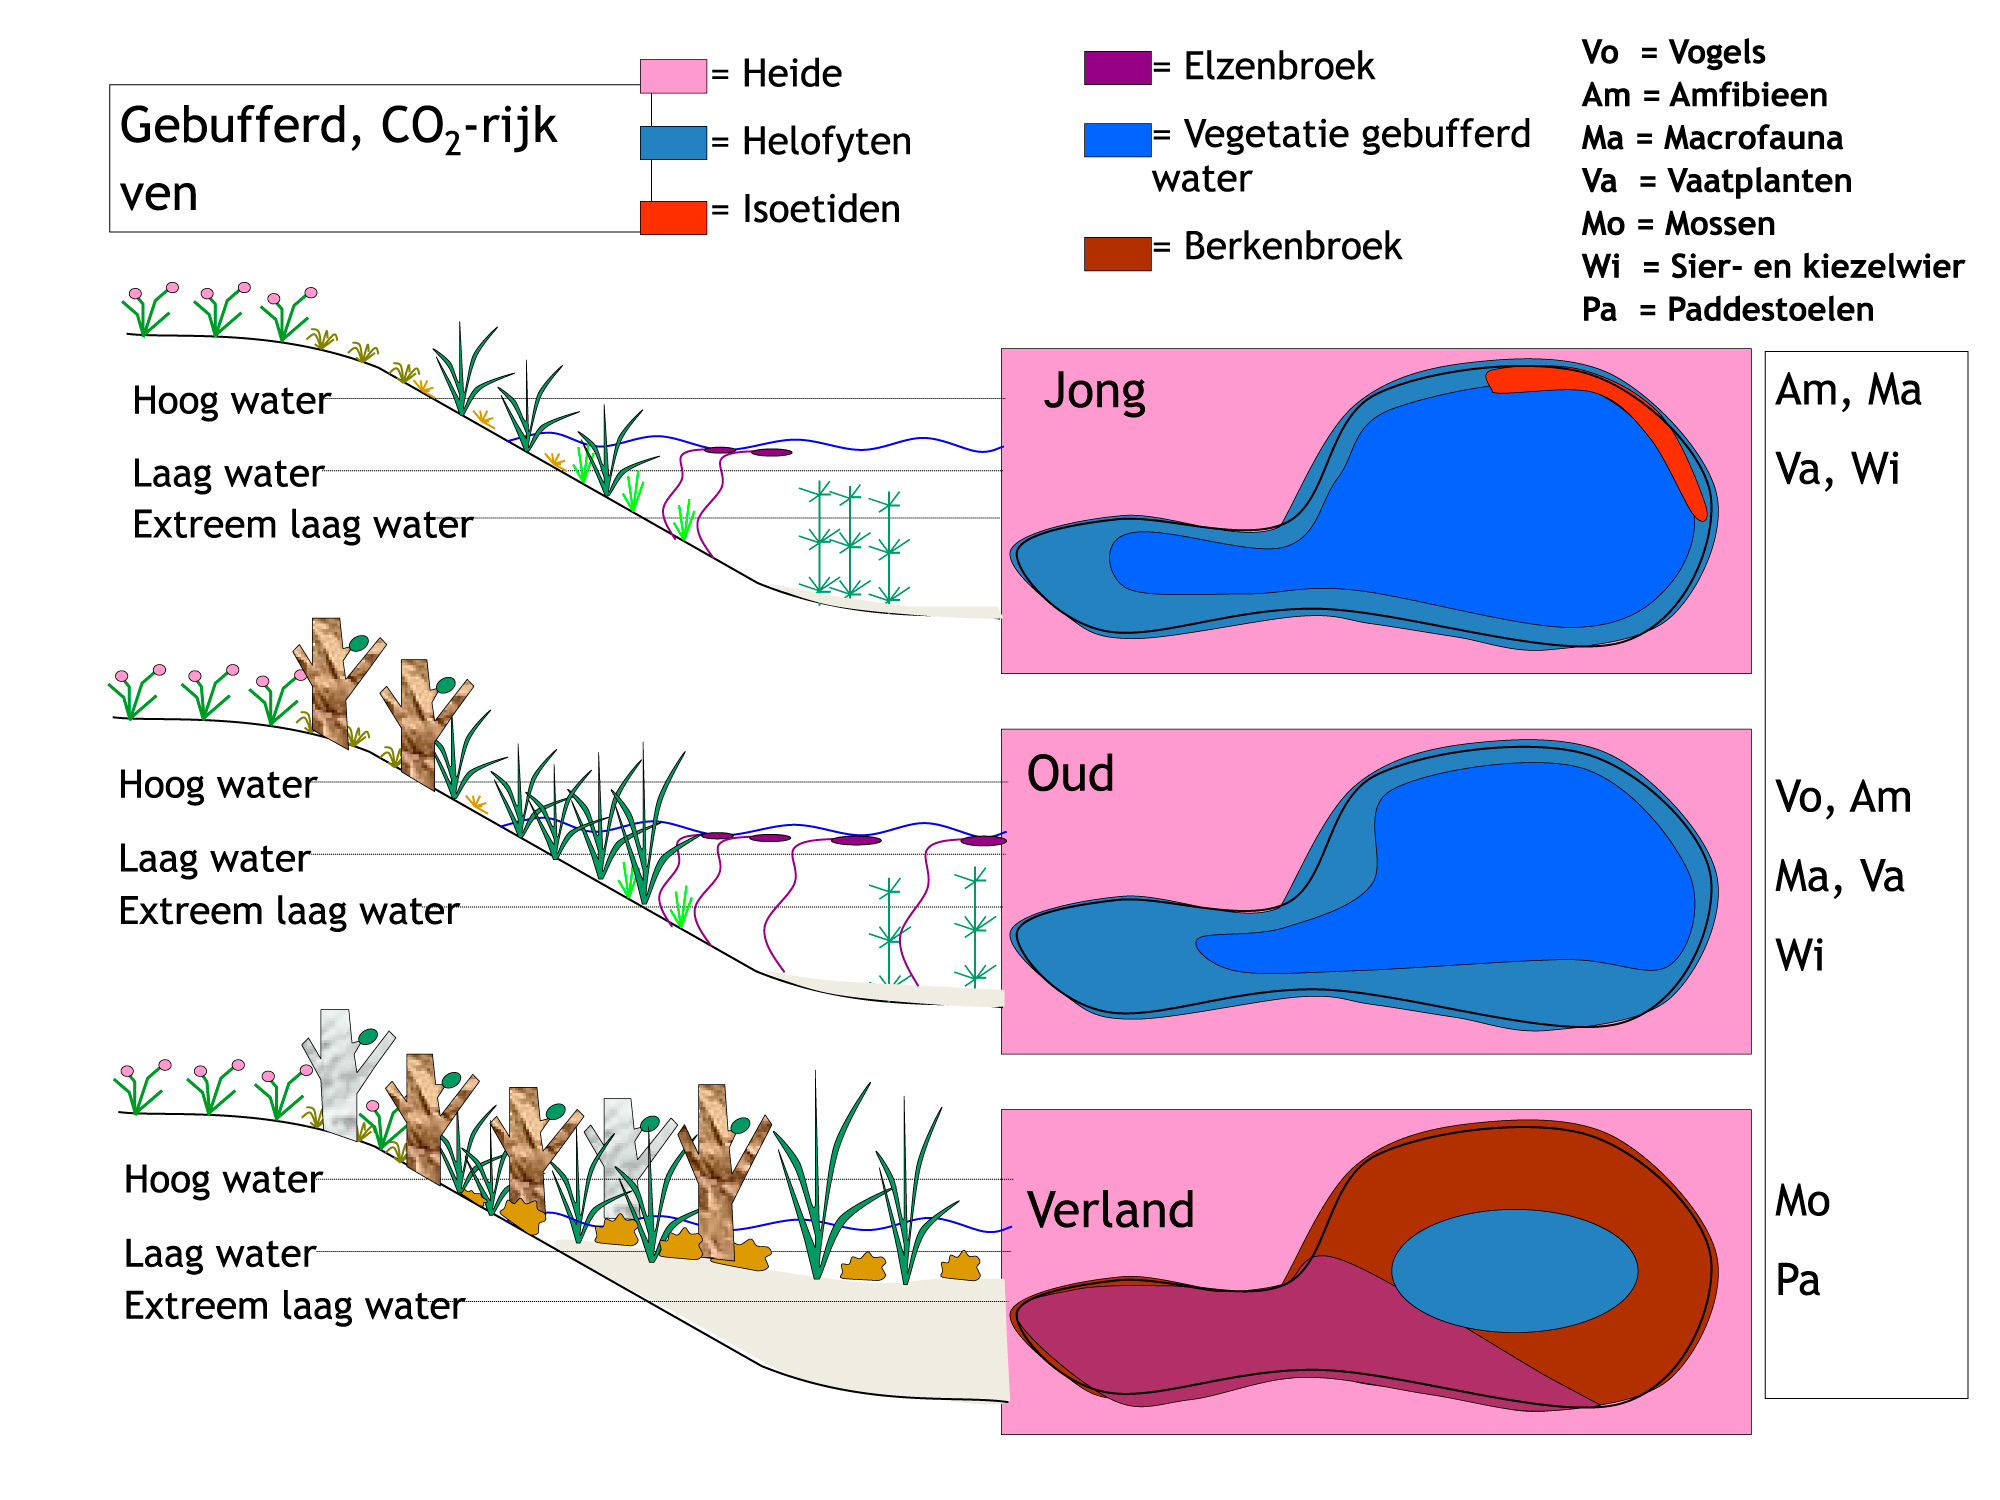 Gebufferd, CO₂-rijk
ven
= Heide
= Helofyten
= Isoetiden
= Elzenbroek
= Vegetatie gebufferd
water
= Berkenbroek
Vo = Vogels
Am = Amfibieen
Ma = Macrofauna
Va = Vaatplanten
Mo = Mossen
Wi = Sier- en kiezelwier
Pa = Paddestoelen
Hoog water
Laag water
Extreem laag water
Jong
Am, Ma
Va, Wi
Hoog water
Laag water
Extreem laag water
Oud
Vo, Am
Ma, Va
Wi
Hoog water
Laag water
Extreem laag water
Verland
Mo
Pa